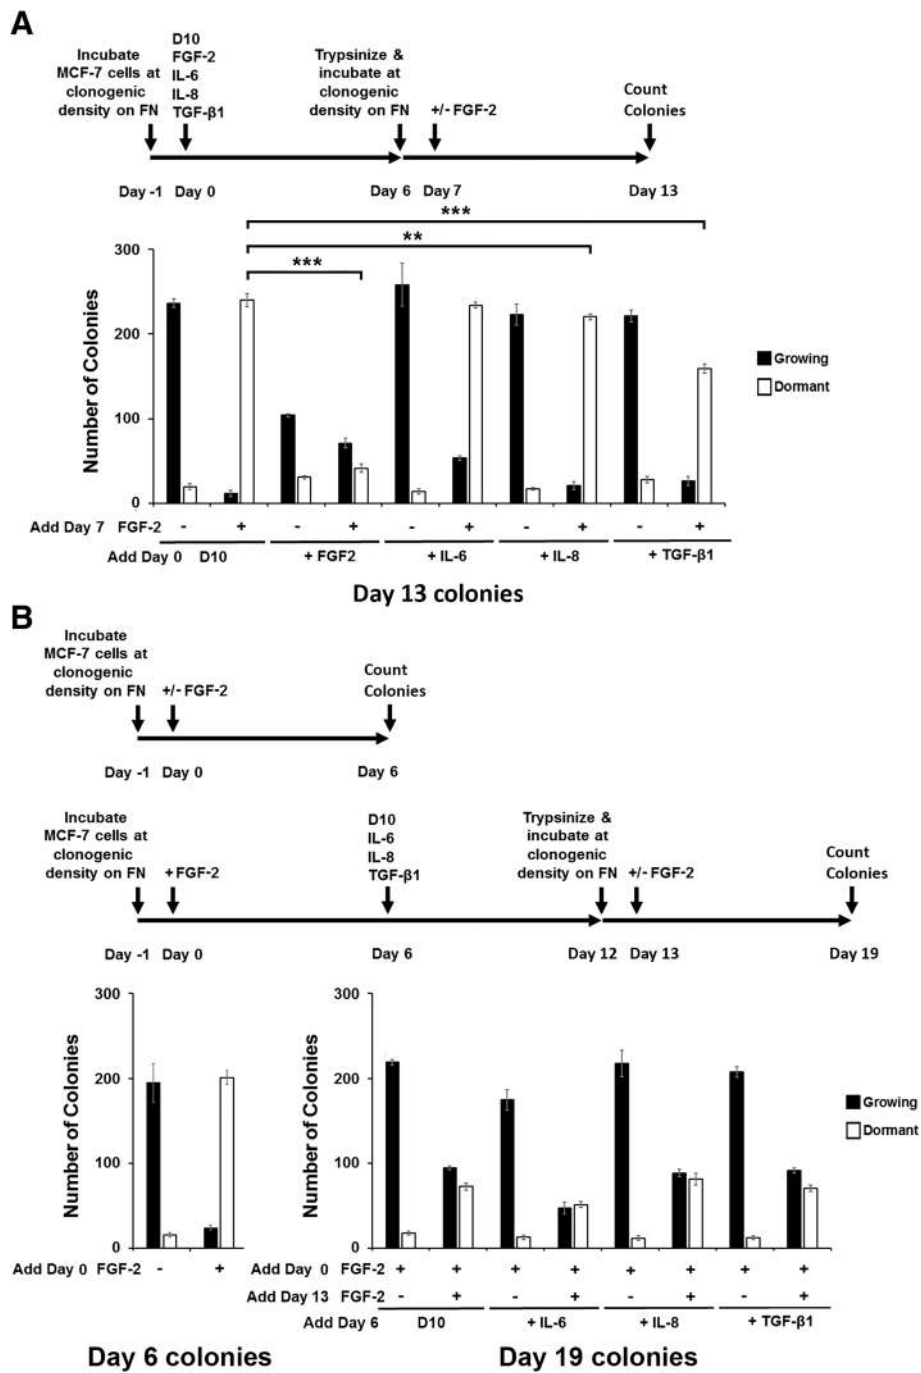 A
Incubate
MCF-7 cells at
clonogenic
density on FN
D10
FGF-2
IL-6
IL-8
TGF-β1
Trypsinize &
incubate at
clonogenic
density on FN
+/- FGF-2
Count
Colonies
Day -1 Day 0 Day 6 Day 7 Day 13
***
**
***
Number of Colonies
300
200
100
0
Growing
Dormant
Add Day 7 FGF-2 - + - + - + - + - +
Add Day 0 D10 + FGF2 + IL-6 + IL-8 + TGF-β1
Day 13 colonies
B
Incubate
MCF-7 cells at
clonogenic
density on FN
+/- FGF-2
Count
Colonies
Day -1 Day 0 Day 6
Incubate
MCF-7 cells at
clonogenic
density on FN
+ FGF-2
D10
IL-6
IL-8
TGF-β1
Trypsinize &
incubate at
clonogenic
density on FN
+/- FGF-2
Count
Colonies
Day -1 Day 0 Day 6 Day 12 Day 13 Day 19
Number of Colonies
300
200
100
0
Add Day 0 FGF-2 - +
Day 6 colonies
Number of Colonies
300
200
100
0
Growing
Dormant
Add Day 0 FGF-2 + + + + + + + +
Add Day 13 FGF-2 - + - + - + - +
Add Day 6 D10 + IL-6 + IL-8 + TGF-β1
Day 19 colonies